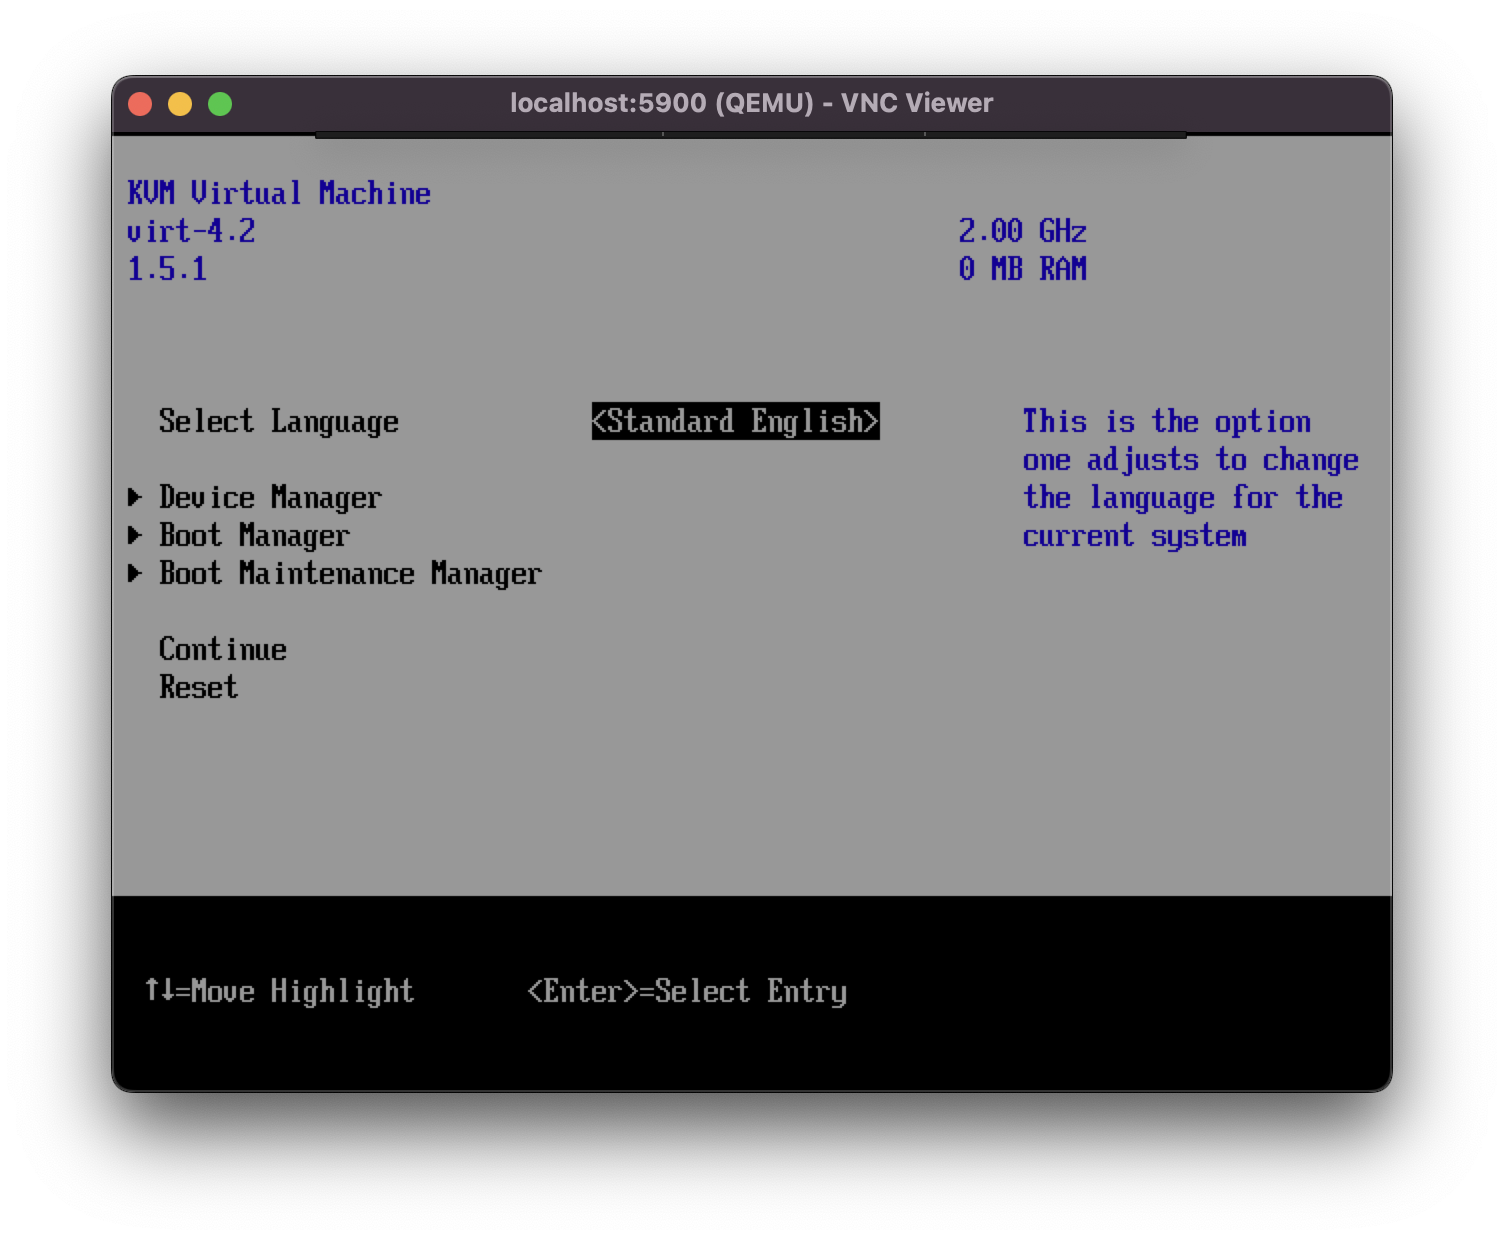 localhost:5900 (QEMU) - VNC Viewer
KVM Virtual Machine
virt-4.2 2.00 GHz
1.5.1 0 MB RAM
Select Language <Standard English> This is the option
one adjusts to change
▶ Device Manager the language for the
▶ Boot Manager current system
▶ Boot Maintenance Manager
Continue
Reset
↑↓=Move Highlight <Enter>=Select Entry